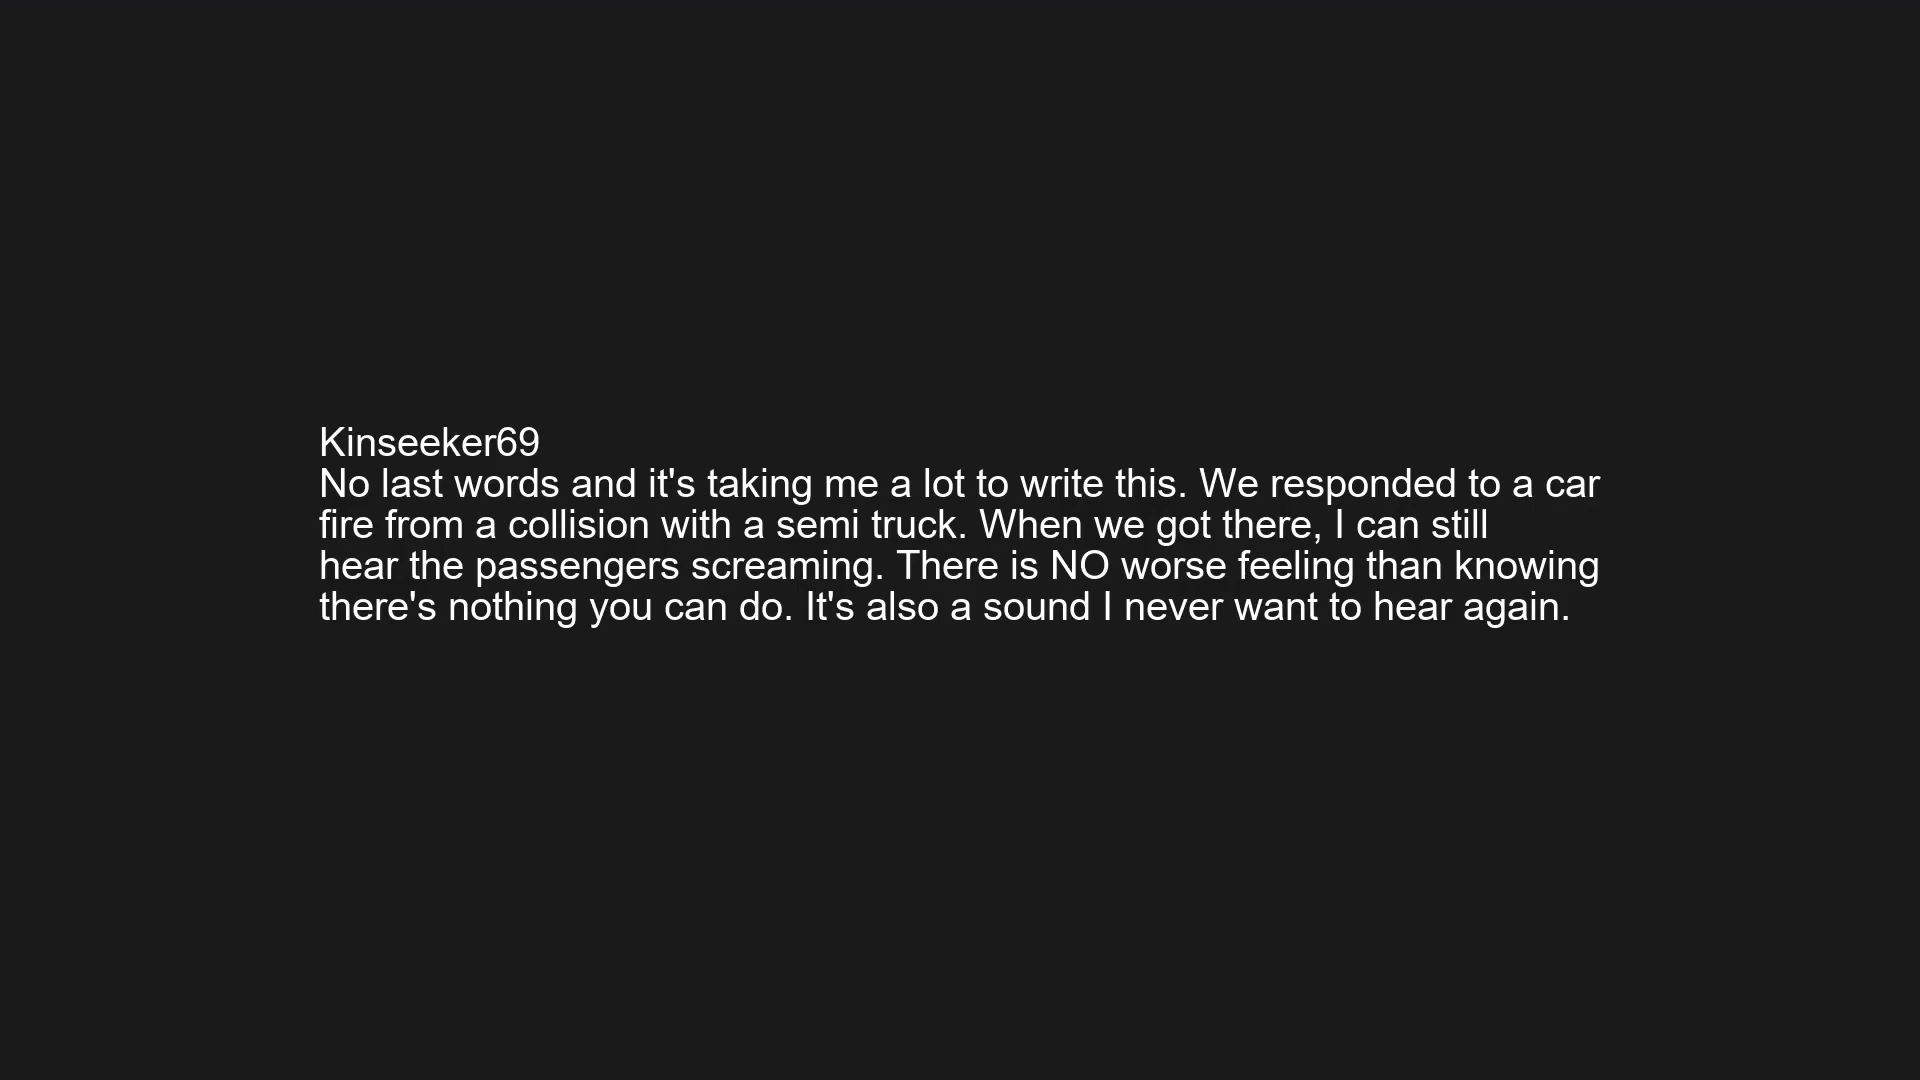 Kinseeker69
No last words and it's taking me a lot to write this. We responded to a car
fire from a collision with a semi truck. When we got there, I can still
hear the passengers screaming. There is NO worse feeling than knowing
there's nothing you can do. It's also a sound I never want to hear again.